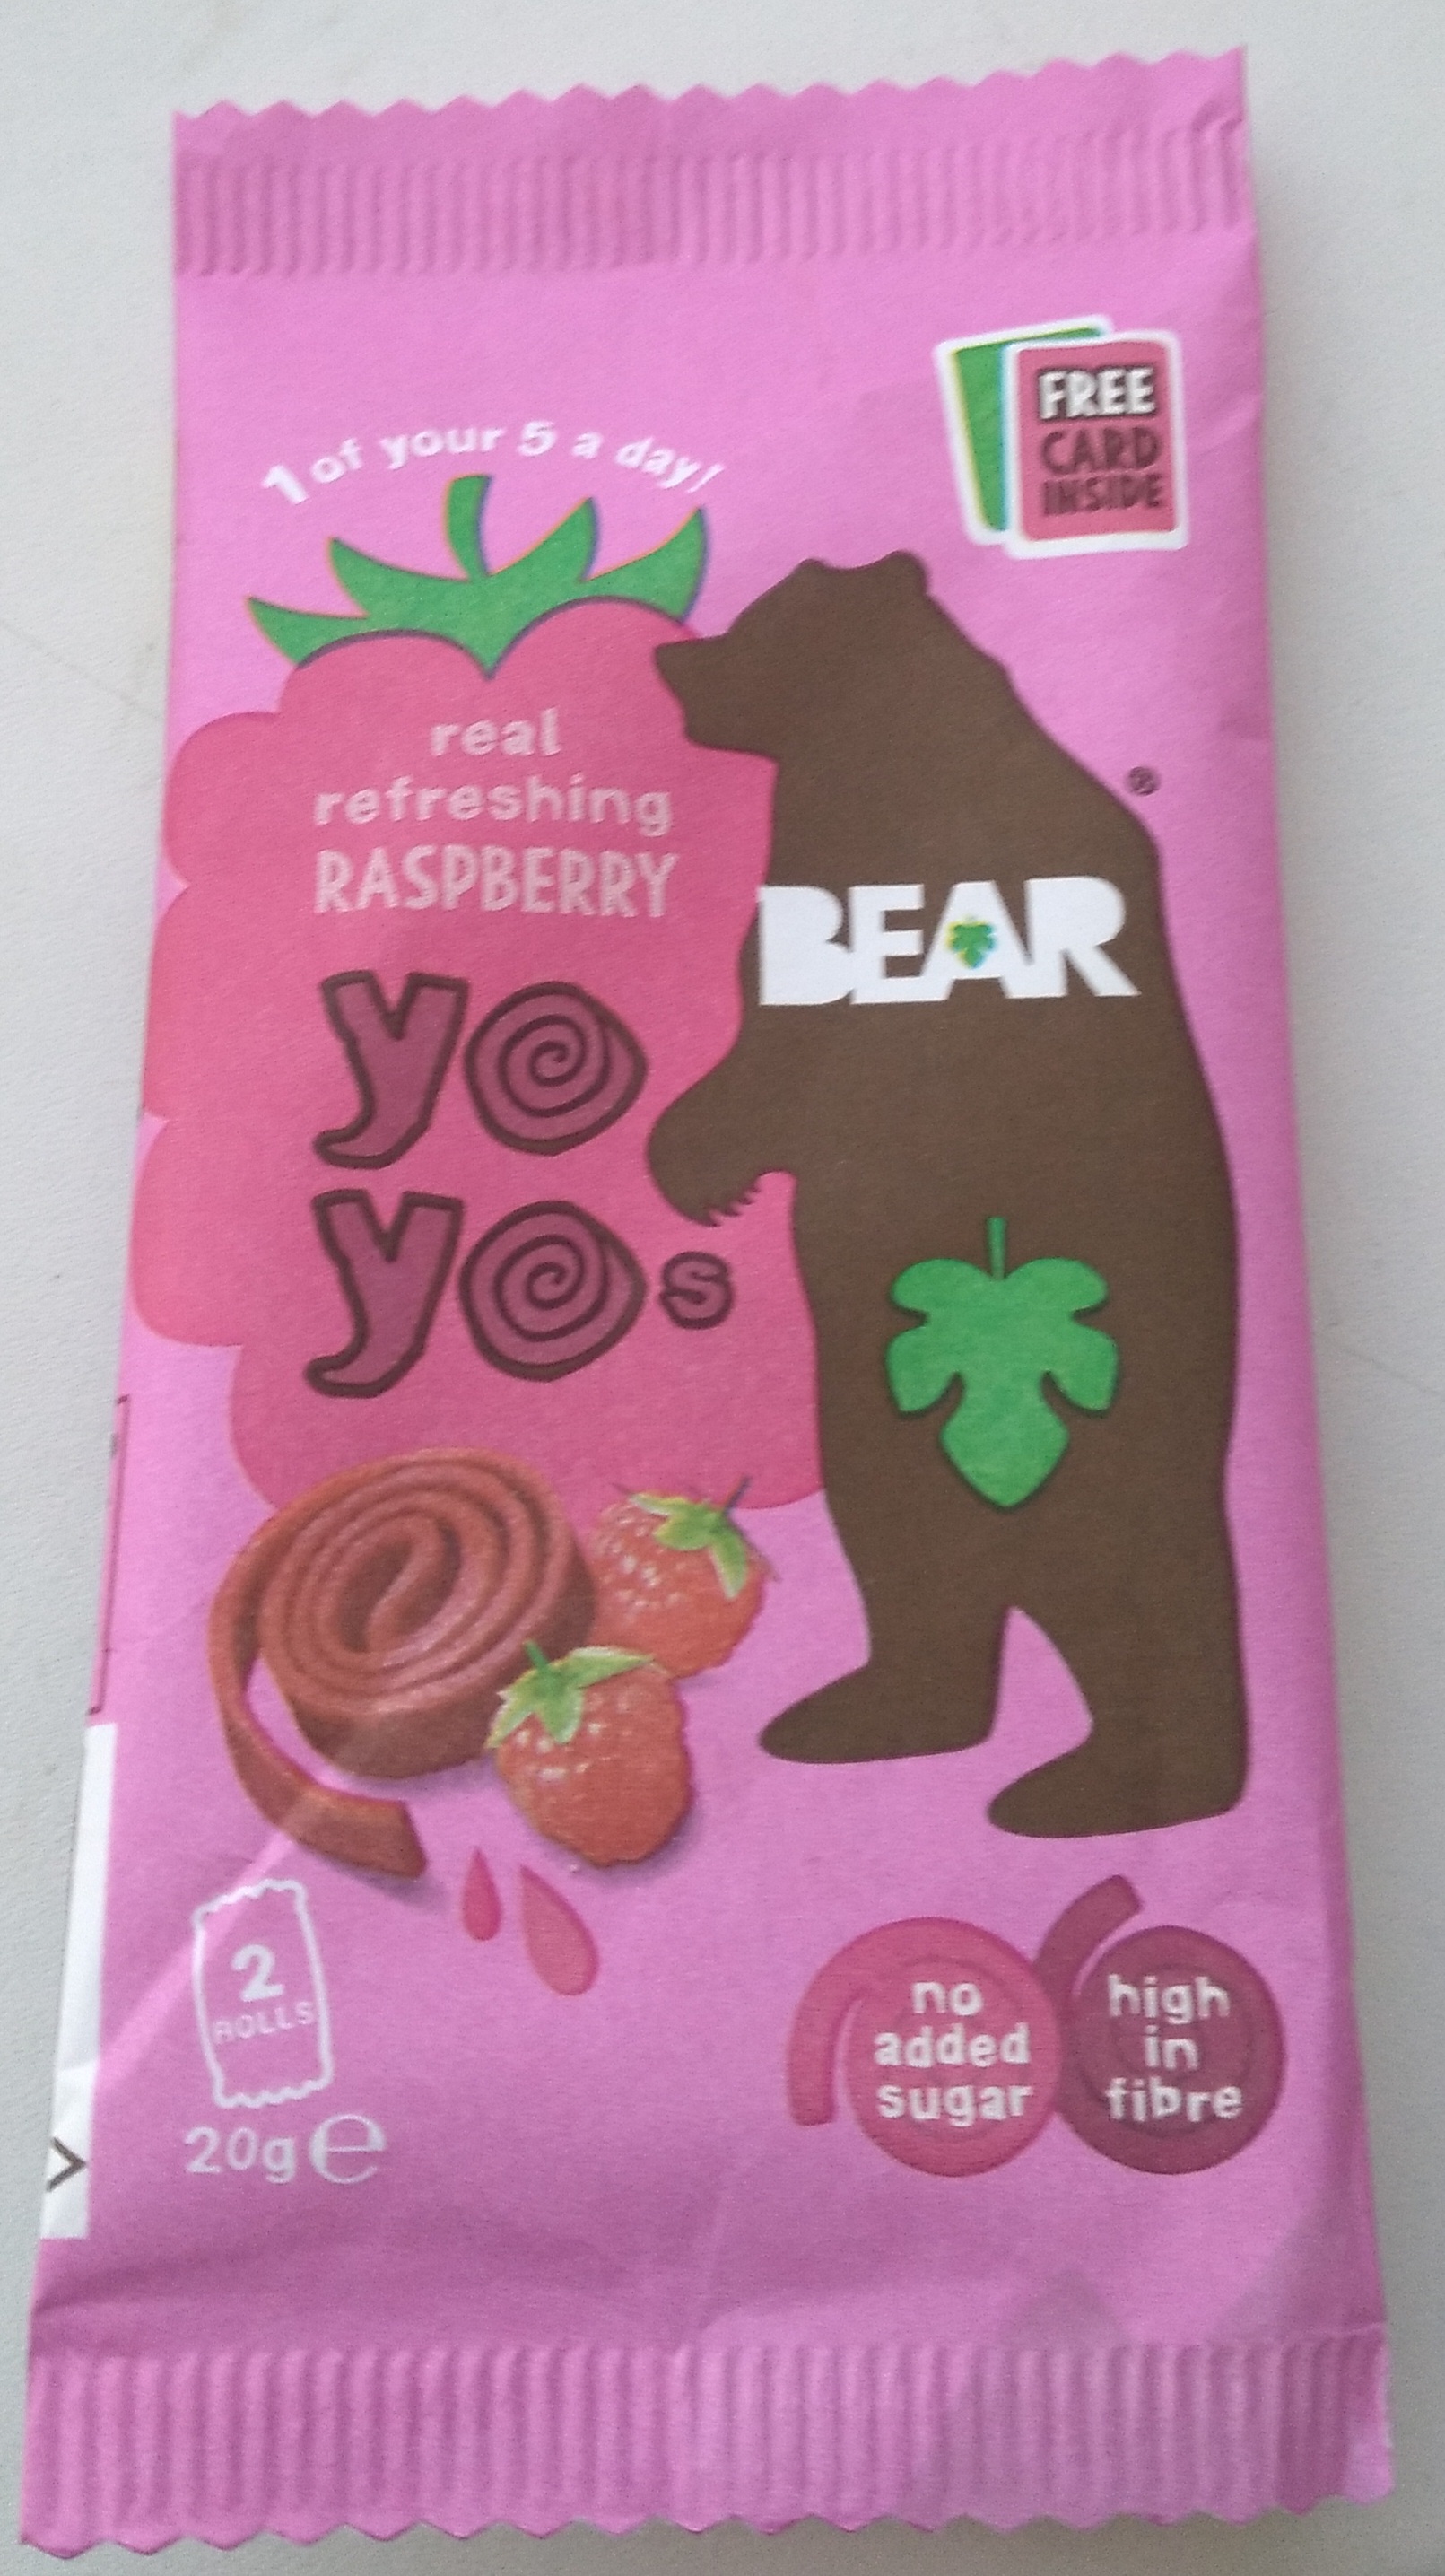 1 of your 5 a day!
FREE
CARD
INSIDE
real
refreshing
RASPBERRY
yo
yos
®
BEAR
2
ROLLS
20g e
no
added
sugar
high
in
fibre